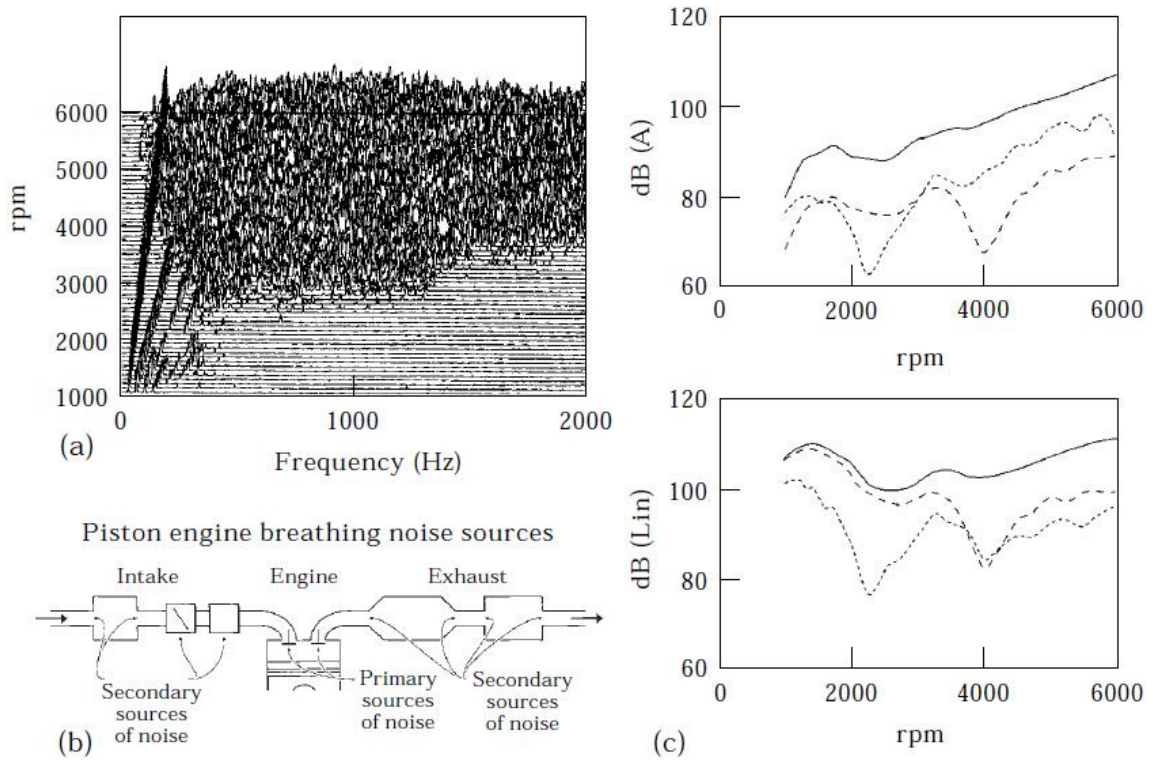 6000
5000
4000
3000
2000
1000
rpm
0
1000
2000
Frequency (Hz)
(a)
Piston engine breathing noise sources
Intake
Engine
Exhaust
Secondary
sources
of noise
Primary
sources
of noise
Secondary
sources
of noise
(b)
120
100
80
60
dB (A)
0
2000
4000
6000
rpm
120
100
80
60
dB (Lin)
0
2000
4000
6000
rpm
(c)